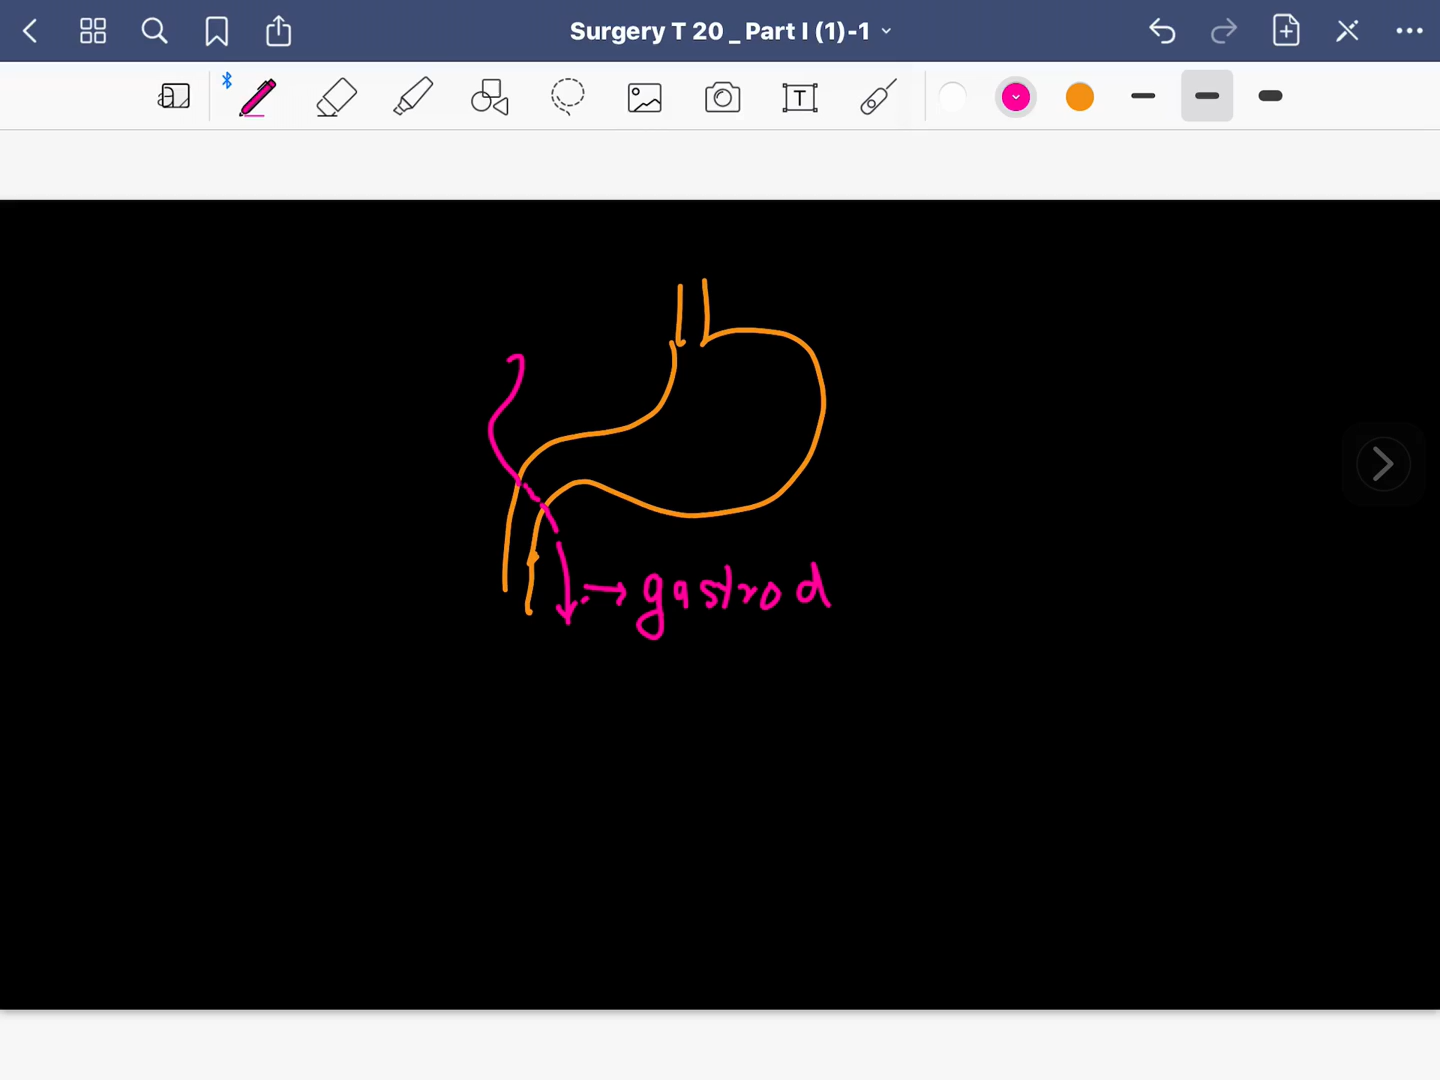 Surgery T 20 _ Part I (1)-1
T
→ gastrod